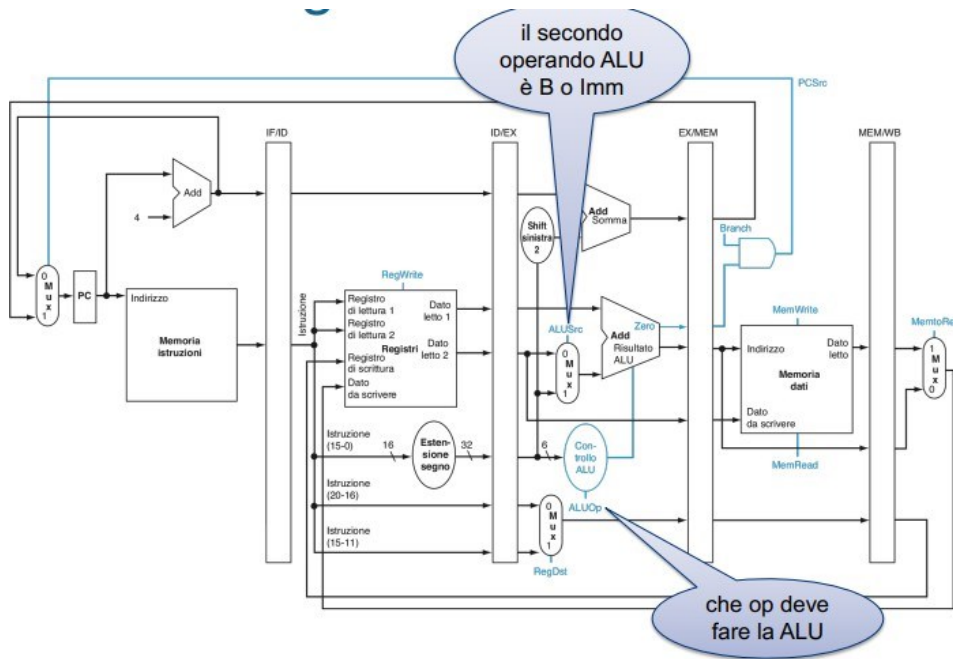 g
il secondo
operando ALU
è B o Imm
PCSrc
IF/ID
ID/EX
EX/MEM
MEM/WB
Add
4
Add
Somma
Shift
sinistra
2
Branch
RegWrite
0
M
u
x
1
PC
Indirizzo
Memoria
istruzioni
Istruzione
Registro
di lettura 1
Registro
di lettura 2
Registri
Registro
di scrittura
Dato
da scrivere
Dato
letto 1
Dato
letto 2
ALUSrc
0
M
u
x
1
Zero
Add
Risultato
ALU
MemWrite
Indirizzo
Dato
letto
Memoria
dati
Dato
da scrivere
MemRead
MemtoRe
1
M
u
x
0
Istruzione
(15-0)
16
Esten-
sione
segno
32
6
Con-
trollo
ALU
ALUOp
Istruzione
(20-16)
Istruzione
(15-11)
0
M
u
x
1
RegDst
che op deve
fare la ALU